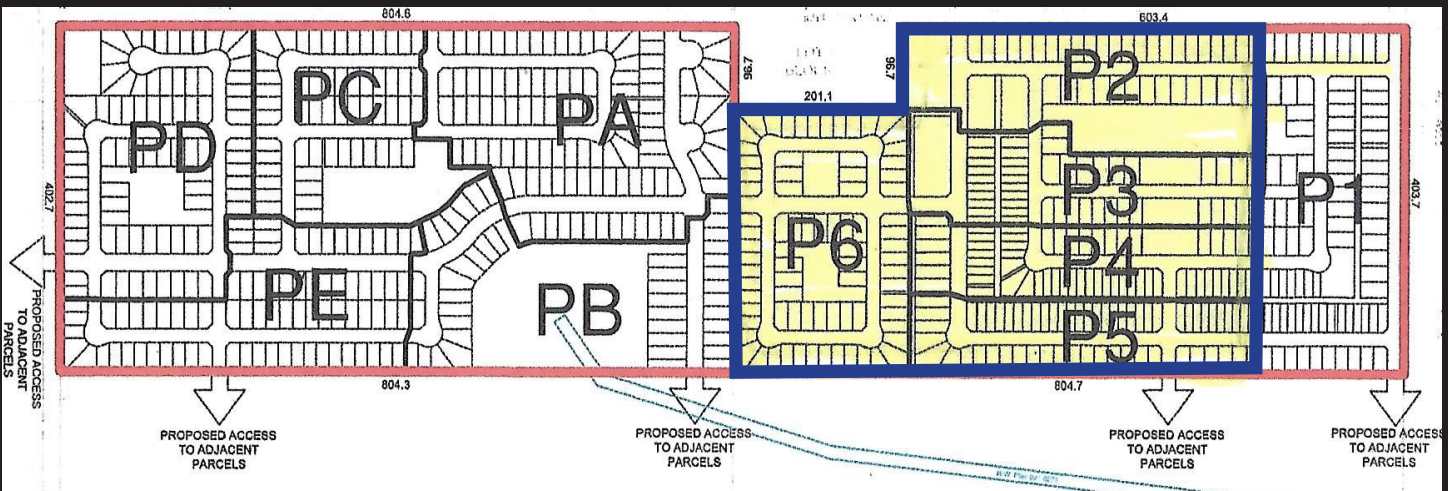 804.6
603.4
96.7
96.7
201.1
P2
PC
PA
PD
P3
P1
402.7
403.7
P6
P4
PE
PB
P5
804.3
804.7
PROPOSED ACCESS
TO ADJACENT
PARCELS
PROPOSED ACCESS
TO ADJACENT
PARCELS
PROPOSED ACCESS
TO ADJACENT
PARCELS
PROPOSED ACCESS
TO ADJACENT
PARCELS
PROPOSED ACCESS
TO ADJACENT
PARCELS